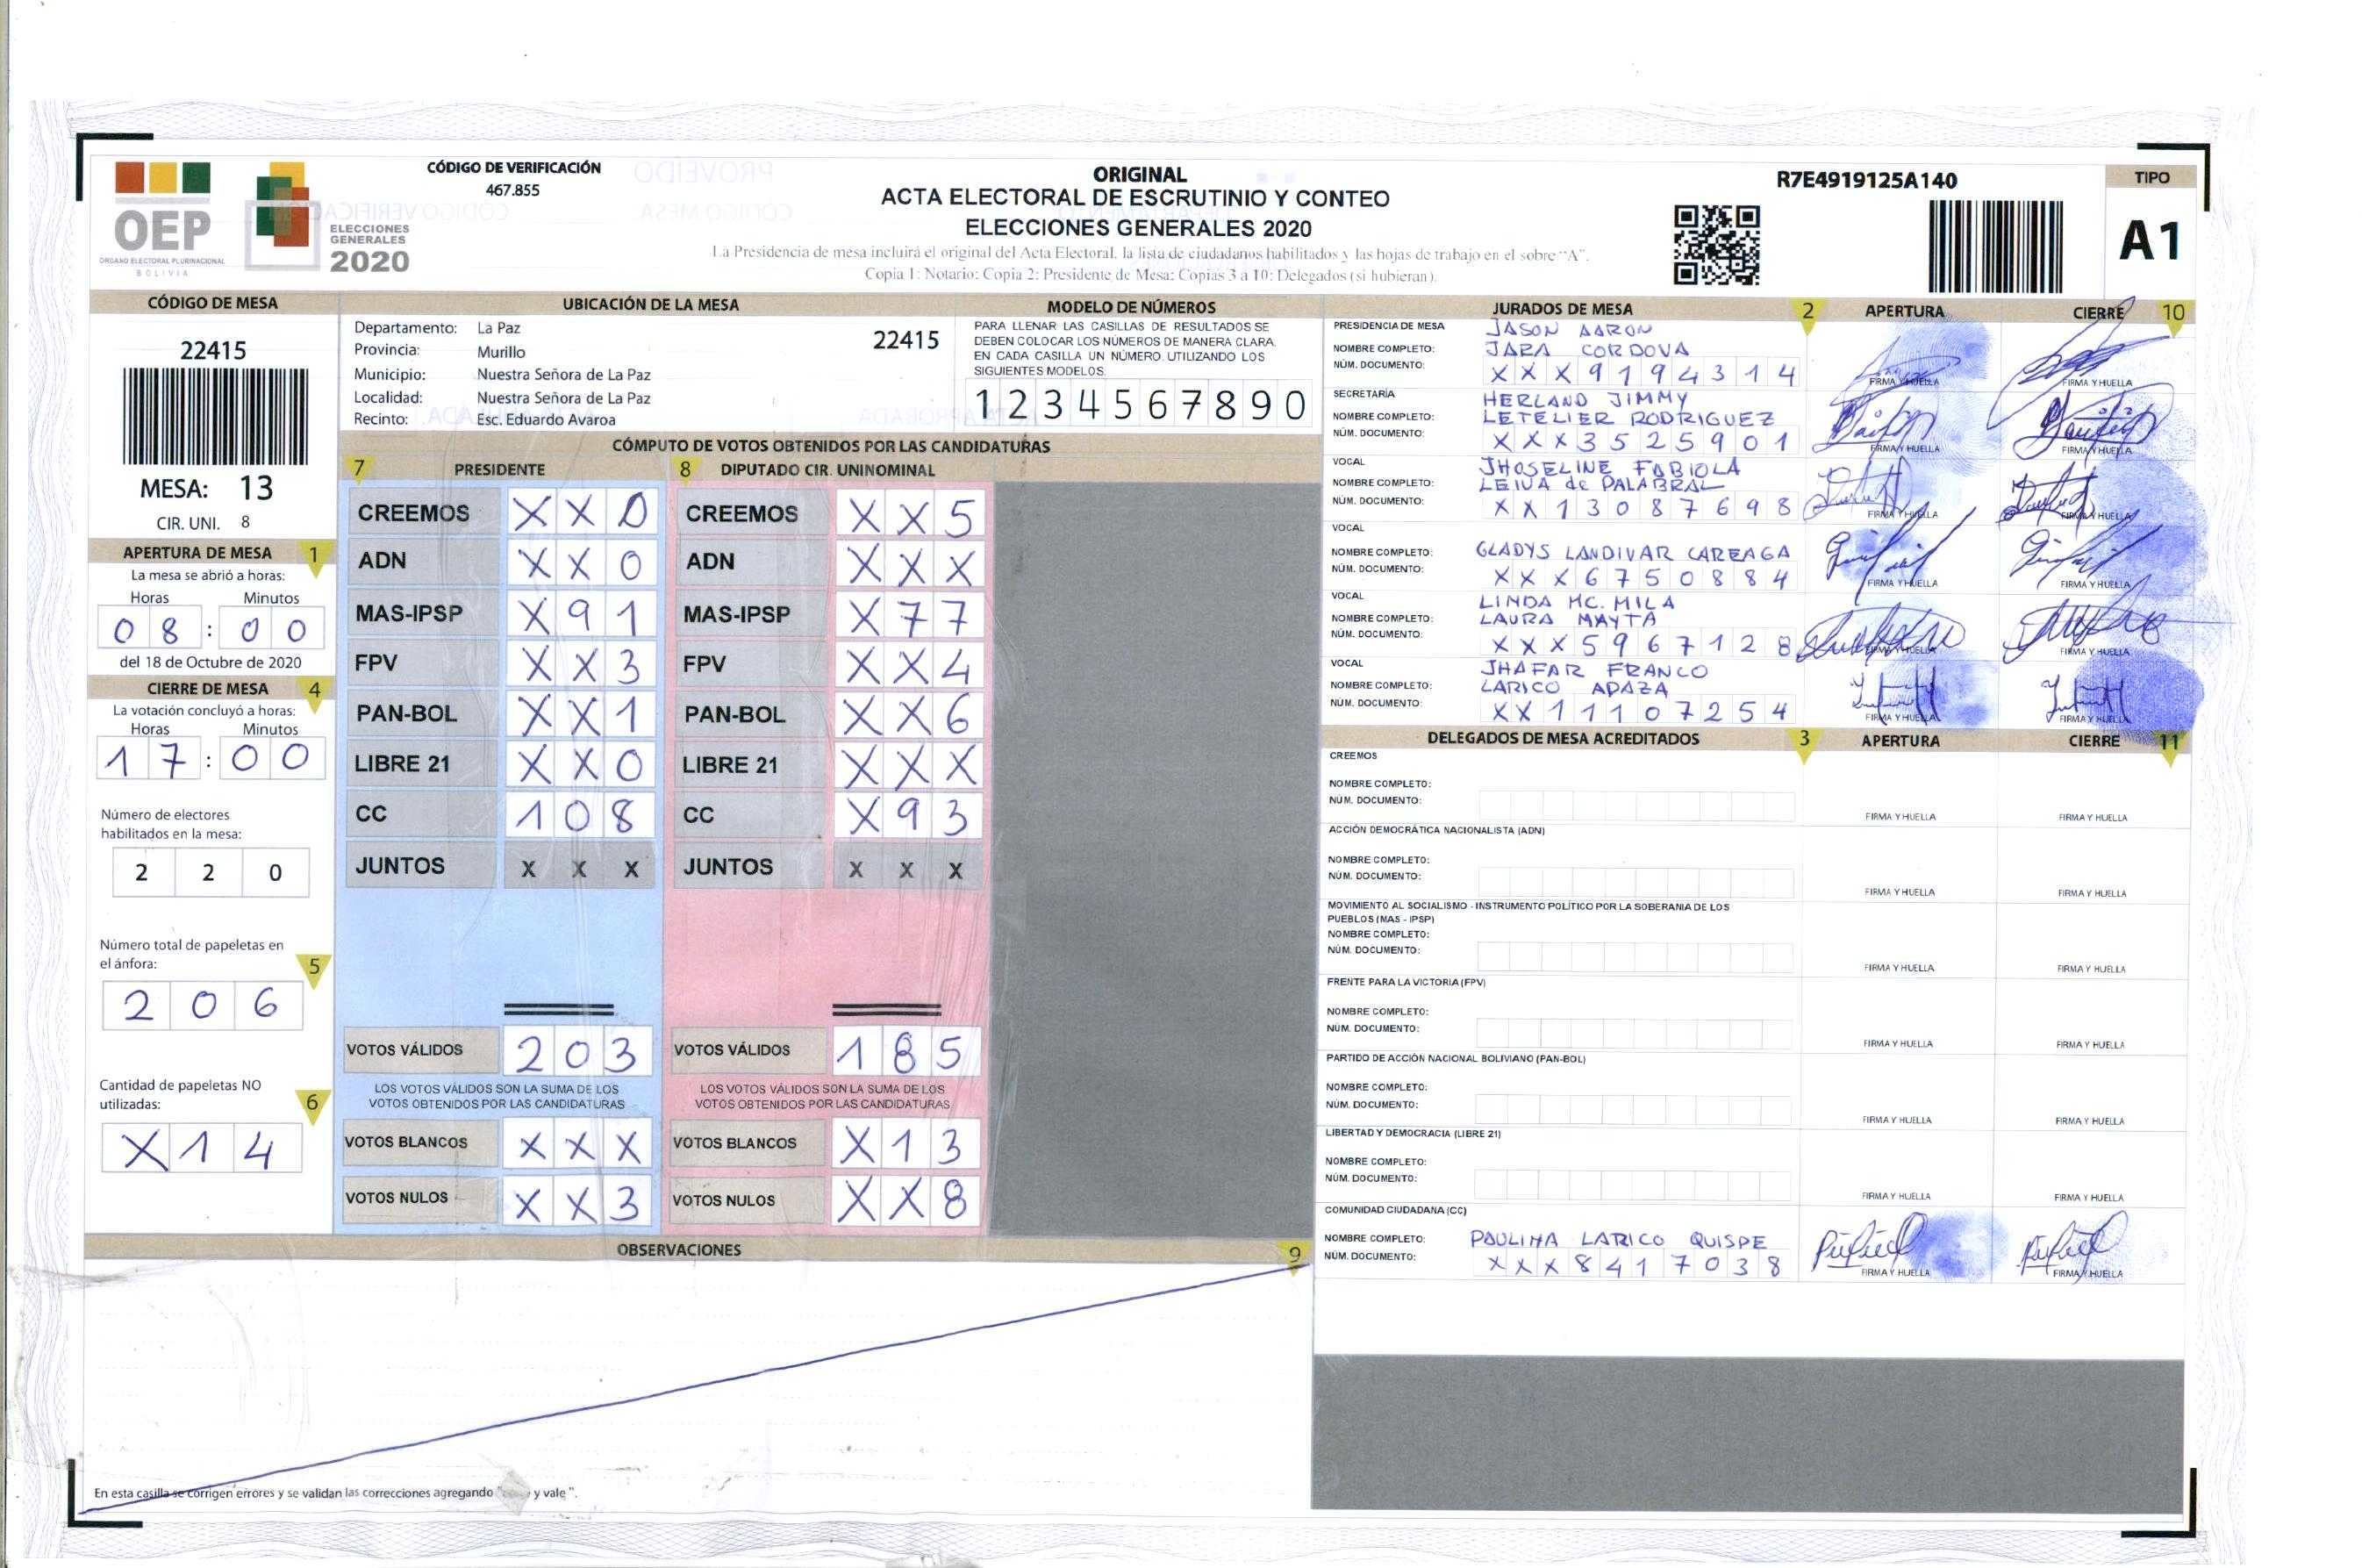 CÓDIGO DE VERIFICACIÓN
467.855
OEP
ÓRGANO ELECTORAL PLURINACIONAL
BOLIVIA
ELECCIONES
GENERALES
2020
ORIGINAL
ACTA ELECTORAL DE ESCRUTINIO Y CONTEO
ELECCIONES GENERALES 2020
La Presidencia de mesa incluirá el original del Acta Electoral, la lista de ciudadanos habilitados y las hojas de trabajo en el sobre "A".
Copia 1: Notario: Copia 2: Presidente de Mesa: Copias 3 a 10: Delegados (si hubieran).
R7E4919125A140
TIPO
A1
CÓDIGO DE MESA
22415
MESA: 13
CIR. UNI. 8
APERTURA DE MESA 1
La mesa se abrió a horas:
Horas Minutos
0 8 : 0 0
del 18 de Octubre de 2020
CIERRE DE MESA 4
La votación concluyó a horas:
Horas Minutos
1 7 : 0 0
Número de electores
habilitados en la mesa:
2 2 0
Número total de papeletas en
el ánfora: 5
2 0 6
Cantidad de papeletas NO
utilizadas: 6
X 1 4
UBICACIÓN DE LA MESA
Departamento: La Paz 22415
Provincia: Murillo
Municipio: Nuestra Señora de La Paz
Localidad: Nuestra Señora de La Paz
Recinto: Esc. Eduardo Avaroa
MODELO DE NÚMEROS
PARA LLENAR LAS CASILLAS DE RESULTADOS SE
DEBEN COLOCAR LOS NÚMEROS DE MANERA CLARA.
EN CADA CASILLA UN NÚMERO, UTILIZANDO LOS
SIGUIENTES MODELOS:
1 2 3 4 5 6 7 8 9 0
CÓMPUTO DE VOTOS OBTENIDOS POR LAS CANDIDATURAS
7 PRESIDENTE 8 DIPUTADO CIR. UNINOMINAL
CREEMOS X X 0 CREEMOS X X 5
ADN X X 0 ADN X X X
MAS-IPSP X 9 1 MAS-IPSP X 7 7
FPV X X 3 FPV X X 4
PAN-BOL X X 1 PAN-BOL X X 6
LIBRE 21 X X 0 LIBRE 21 X X X
CC 1 0 8 CC X 9 3
JUNTOS X X X JUNTOS X X X
VOTOS VÁLIDOS 2 0 3 VOTOS VÁLIDOS 1 8 5
LOS VOTOS VÁLIDOS SON LA SUMA DE LOS LOS VOTOS VÁLIDOS SON LA SUMA DE LOS
VOTOS OBTENIDOS POR LAS CANDIDATURAS VOTOS OBTENIDOS POR LAS CANDIDATURAS
VOTOS BLANCOS X X X VOTOS BLANCOS X 1 3
VOTOS NULOS X X 3 VOTOS NULOS X X 8
OBSERVACIONES 9
En esta casilla se corrigen errores y se validan las correcciones agregando " y vale".
JURADOS DE MESA 2 APERTURA CIERRE 10
PRESIDENCIA DE MESA JASON AARON
NOMBRE COMPLETO: JARA CORDOVA
NÚM. DOCUMENTO: X X X 9 1 9 4 3 1 4 FIRMA Y HUELLA FIRMA Y HUELLA
SECRETARÍA HERLAND JIMMY
NOMBRE COMPLETO: LETELIER RODRIGUEZ
NÚM. DOCUMENTO: X X X 3 5 2 5 9 0 1 FIRMA Y HUELLA FIRMA Y HUELLA
VOCAL JHOSELINE FABIOLA
NOMBRE COMPLETO: LEIVA de PALABRAL
NÚM. DOCUMENTO: X X 1 3 0 8 7 6 9 8 FIRMA Y HUELLA FIRMA Y HUELLA
VOCAL
NOMBRE COMPLETO: GLADYS LANDIVAR CAREAGA
NÚM. DOCUMENTO: X X X 6 7 5 0 8 8 4 FIRMA Y HUELLA FIRMA Y HUELLA
VOCAL LINDA MC. MILA
NOMBRE COMPLETO: LAURA MAYTA
NÚM. DOCUMENTO: X X X 5 9 6 7 1 2 8 FIRMA Y HUELLA FIRMA Y HUELLA
VOCAL JHAFAR FRANCO
NOMBRE COMPLETO: LARICO APAZA
NÚM. DOCUMENTO: X X 1 1 1 0 7 2 5 4 FIRMA Y HUELLA FIRMA Y HUELLA
DELEGADOS DE MESA ACREDITADOS 3 APERTURA CIERRE 11
CREEMOS
NOMBRE COMPLETO:
NÚM. DOCUMENTO: FIRMA Y HUELLA FIRMA Y HUELLA
ACCIÓN DEMOCRÁTICA NACIONALISTA (ADN)
NOMBRE COMPLETO:
NÚM. DOCUMENTO: FIRMA Y HUELLA FIRMA Y HUELLA
MOVIMIENTO AL SOCIALISMO - INSTRUMENTO POLÍTICO POR LA SOBERANIA DE LOS
PUEBLOS (MAS - IPSP)
NOMBRE COMPLETO:
NÚM. DOCUMENTO: FIRMA Y HUELLA FIRMA Y HUELLA
FRENTE PARA LA VICTORIA (FPV)
NOMBRE COMPLETO:
NÚM. DOCUMENTO: FIRMA Y HUELLA FIRMA Y HUELLA
PARTIDO DE ACCIÓN NACIONAL BOLIVIANO (PAN-BOL)
NOMBRE COMPLETO:
NÚM. DOCUMENTO: FIRMA Y HUELLA FIRMA Y HUELLA
LIBERTAD Y DEMOCRACIA (LIBRE 21)
NOMBRE COMPLETO:
NÚM. DOCUMENTO: FIRMA Y HUELLA FIRMA Y HUELLA
COMUNIDAD CIUDADANA (CC)
NOMBRE COMPLETO: PAULINA LARICO QUISPE
NÚM. DOCUMENTO: X X X 8 4 1 7 0 3 8 FIRMA Y HUELLA FIRMA Y HUELLA